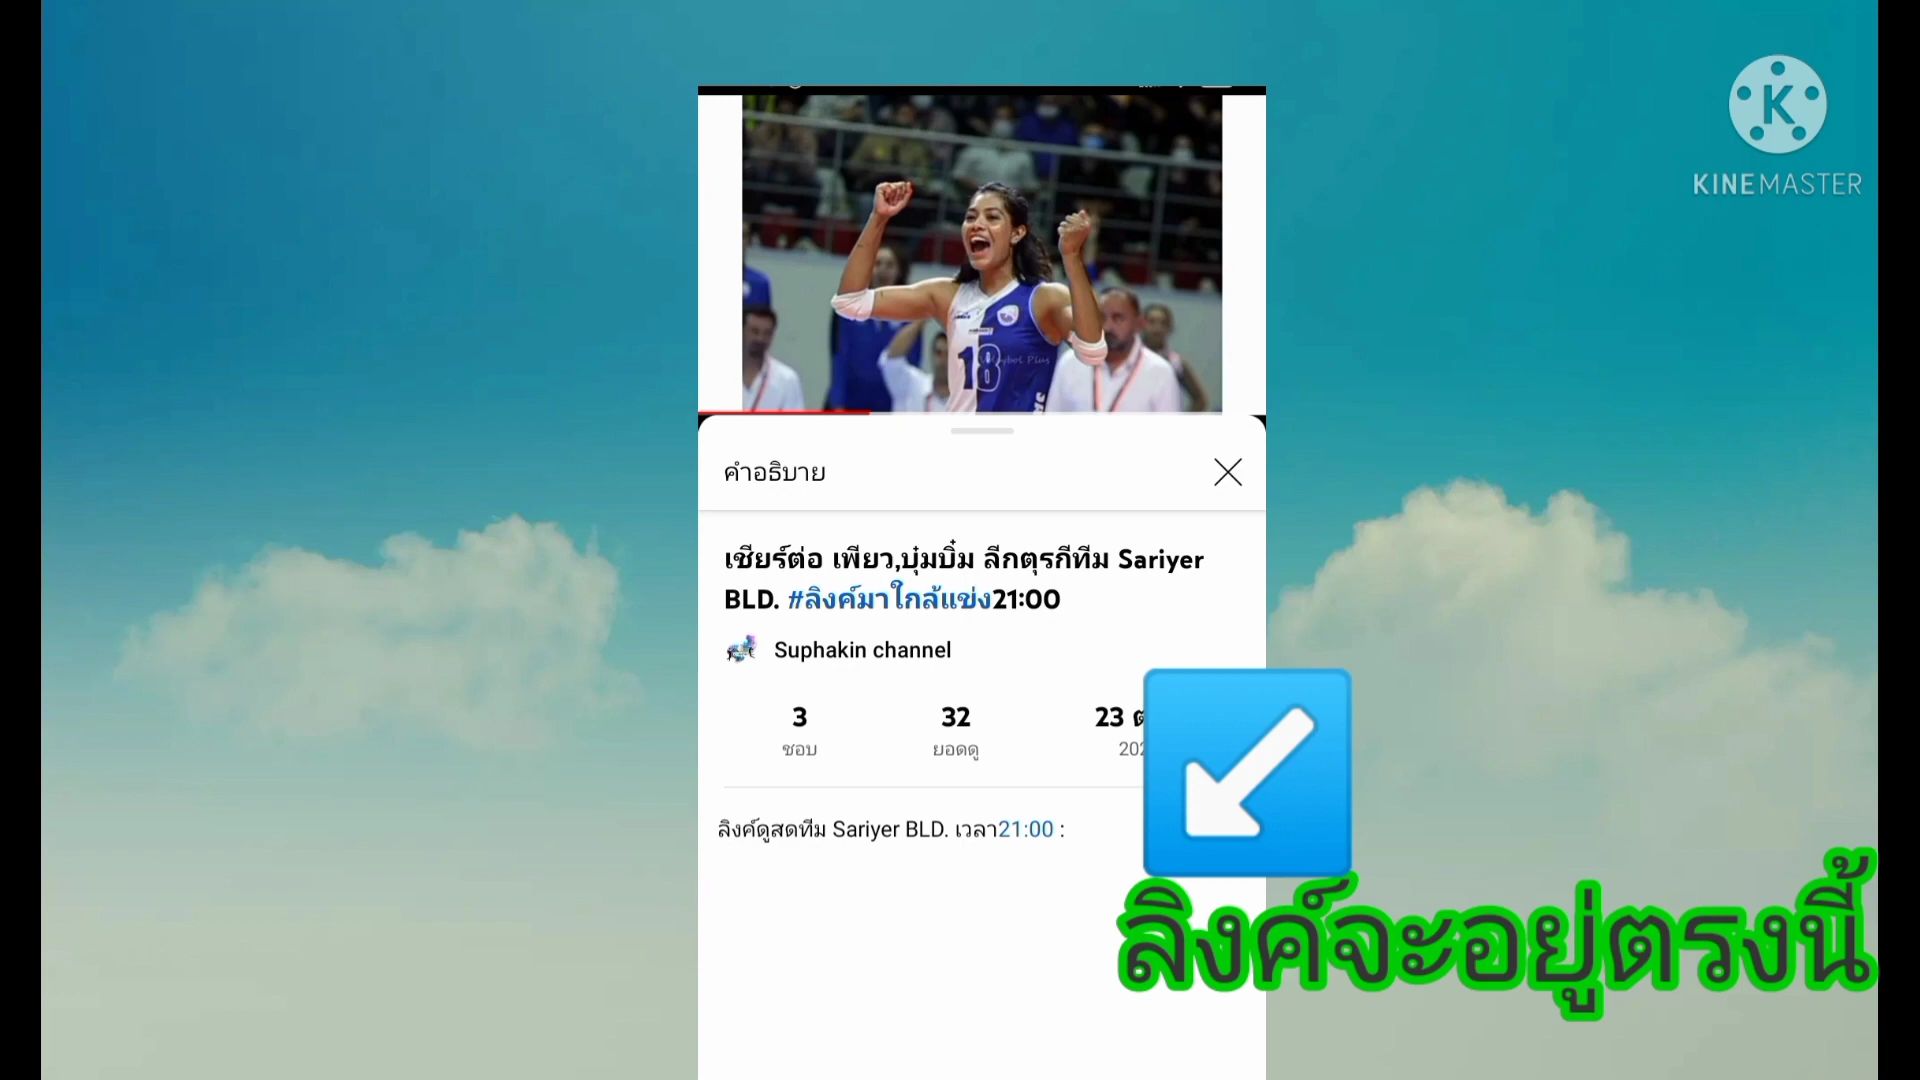 KINEMASTER
18
Voleybol Plus
คำอธิบาย
เชียร์ต่อ เพียว,บุ๋มบิ๋ม ลีกตุรกีทีม Sariyer
BLD. #ลิงค์มาใกล้แข่ง21:00
Suphakin channel
3 32 23
ชอบ ยอดดู 202
ลิงค์ดูสดทีม Sariyer BLD. เวลา21:00 :
ลิงค์จะอยู่ตรงนี้